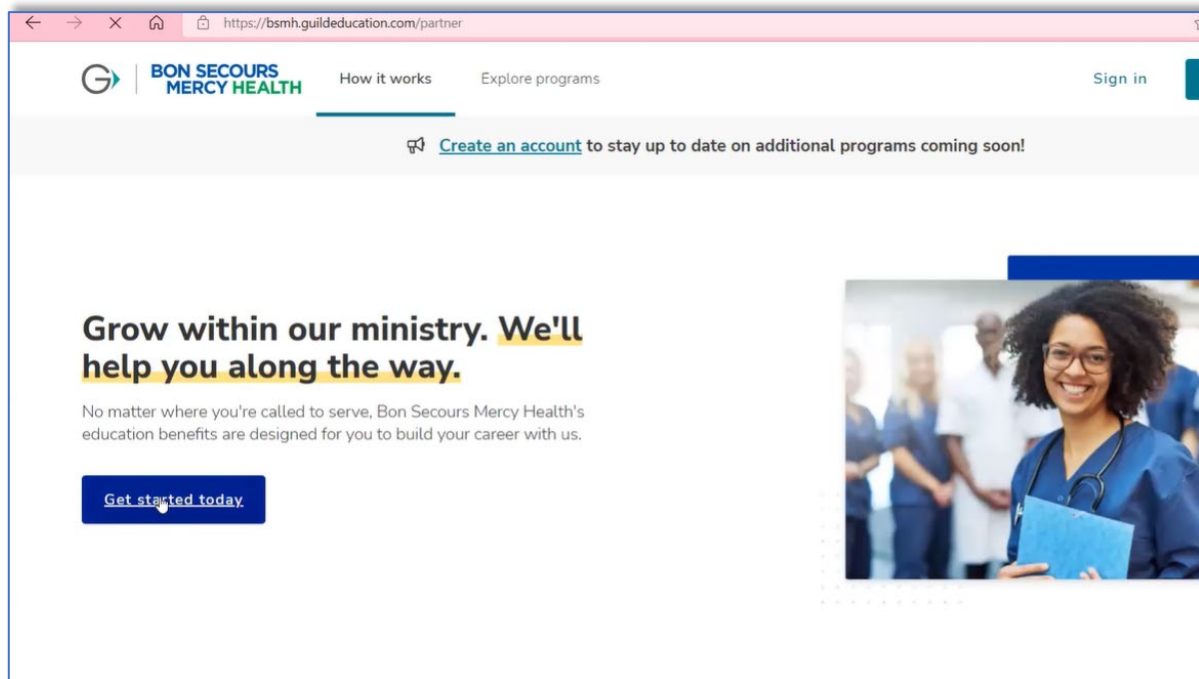 https://bsmh.guildeducation.com/partner
G
BON SECOURS
MERCY HEALTH
How it works
Explore programs
Sign in
Create an account to stay up to date on additional programs coming soon!
Grow within our ministry. We'll
help you along the way.
No matter where you're called to serve, Bon Secours Mercy Health's
education benefits are designed for you to build your career with us.
Get started today